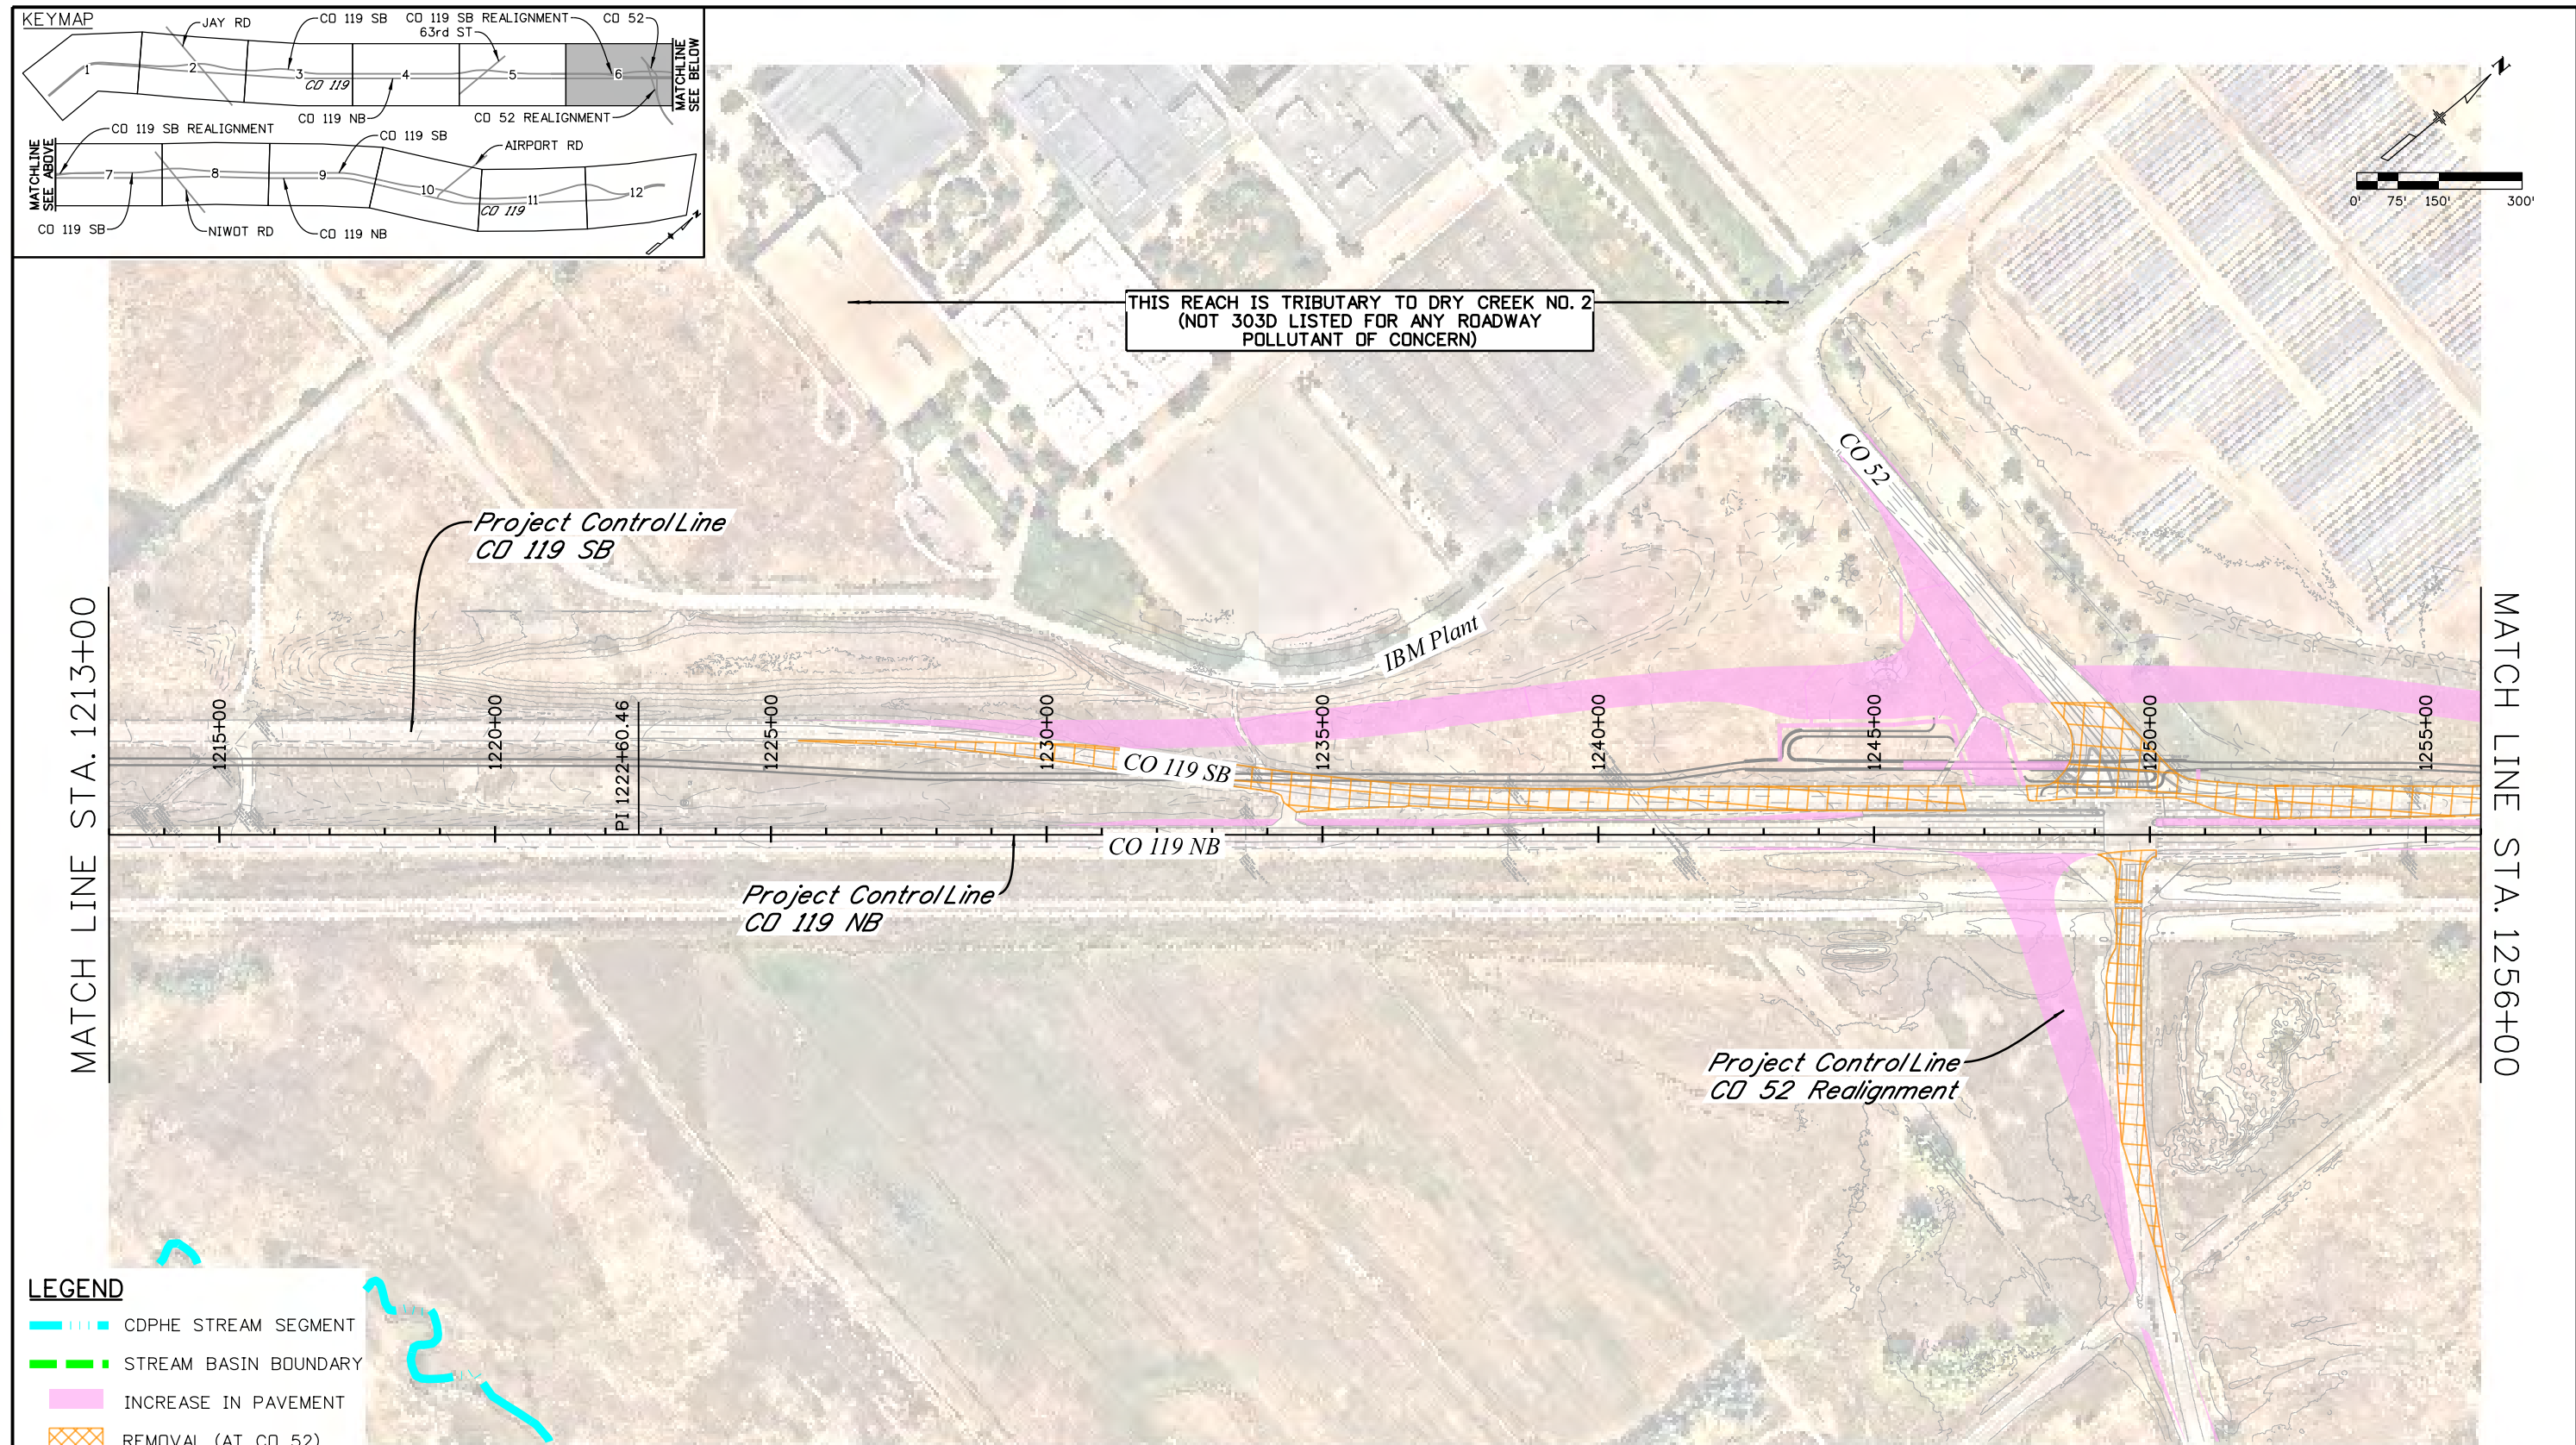 KEYMAP
JAY RD
CO 119 SB
CO 119 SB REALIGNMENT
63rd ST
CO 52
1
2
3
4
5
6
CO 119
CO 119 NB
CO 52 REALIGNMENT
MATCHLINE
SEE BELOW
MATCHLINE
SEE ABOVE
CO 119 SB REALIGNMENT
CO 119 SB
AIRPORT RD
7
8
9
10
11
12
CO 119
CO 119 SB
NIWOT RD
CO 119 NB
N
N
0' 75' 150' 300'
THIS REACH IS TRIBUTARY TO DRY CREEK NO. 2
(NOT 303D LISTED FOR ANY ROADWAY
POLLUTANT OF CONCERN)
CO 52
Project Control Line
CO 119 SB
IBM Plant
MATCH LINE STA. 1213+00
MATCH LINE STA. 1256+00
1215+00
1220+00
PI 1222+60.46
1225+00
1230+00
1235+00
1240+00
1245+00
1250+00
1255+00
CO 119 SB
CO 119 NB
SF
SF
SF
Project Control Line
CO 119 NB
Project Control Line
CO 52 Realignment
LEGEND
CDPHE STREAM SEGMENT
STREAM BASIN BOUNDARY
INCREASE IN PAVEMENT
REMOVAL (AT CO 52)